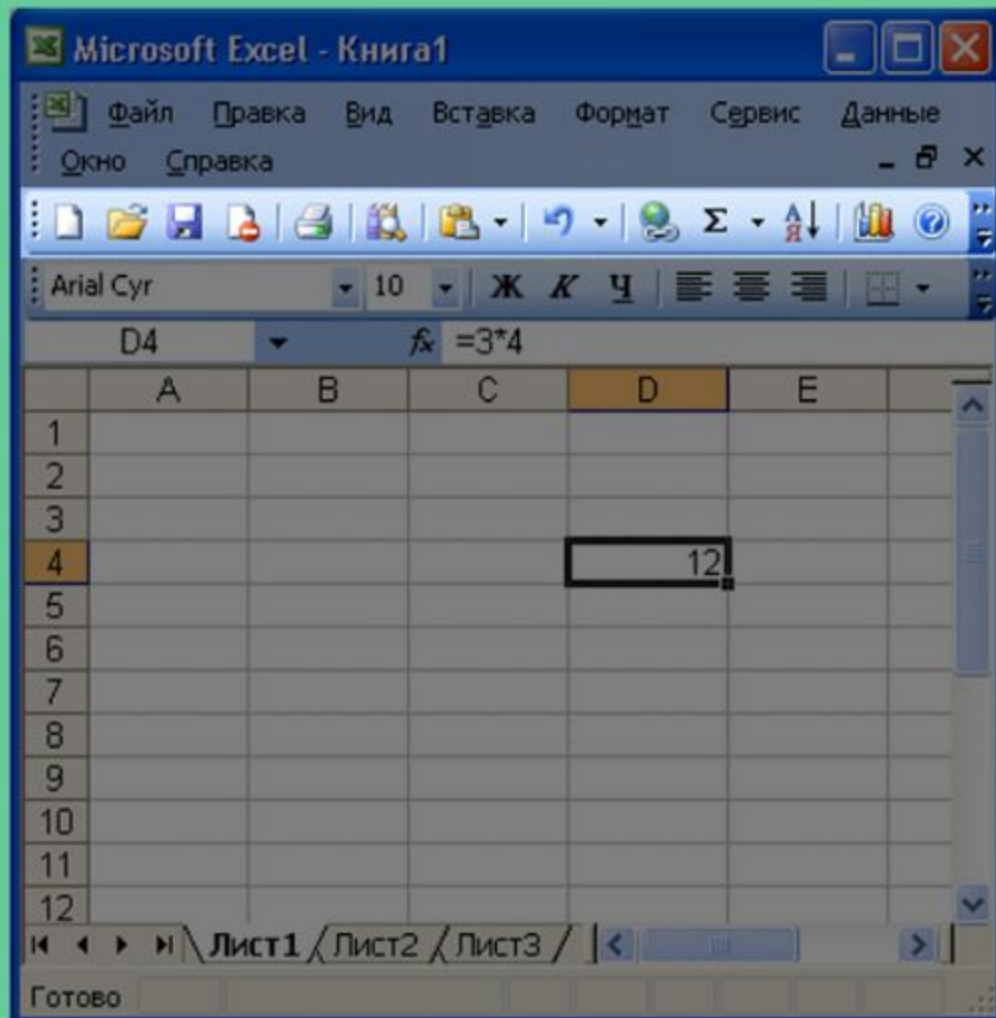 Microsoft Excel - Книга1
Файл Правка Вид Вставка Формат Сервис Данные
Окно Справка
Σ А Я
Arial Cyr 10 Ж К Ч
D4 fx =3*4
A B C D E
1
2
3
4 12
5
6
7
8
9
10
11
12
Лист1 Лист2 Лист3
Готово